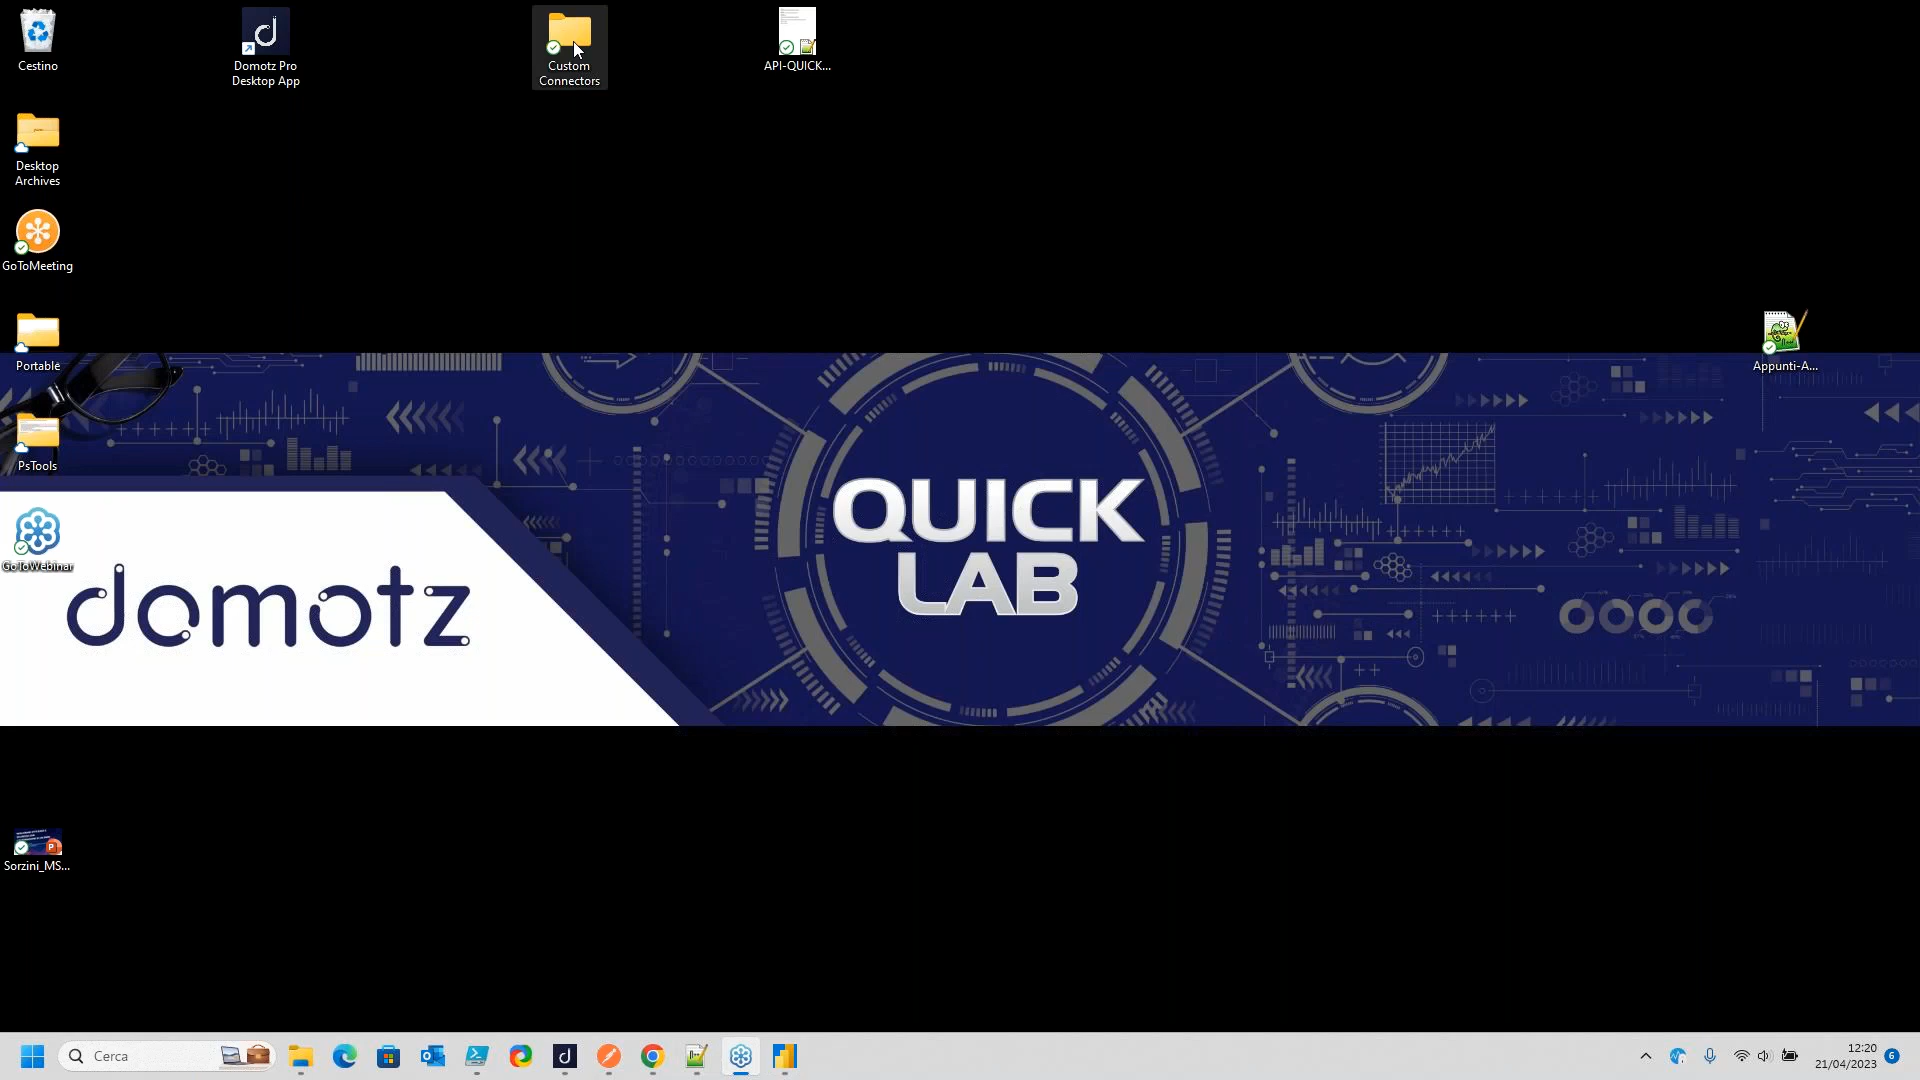 Cestino
Domotz Pro
Desktop App
Custom
Connectors
API-QUICK...
Desktop
Archives
GoToMeeting
Portable
Appunti-A...
PsTools
QUICK
LAB
GoToWebinar
domotz
Sorzini_MS...
Cerca
12:20
21/04/2023
6